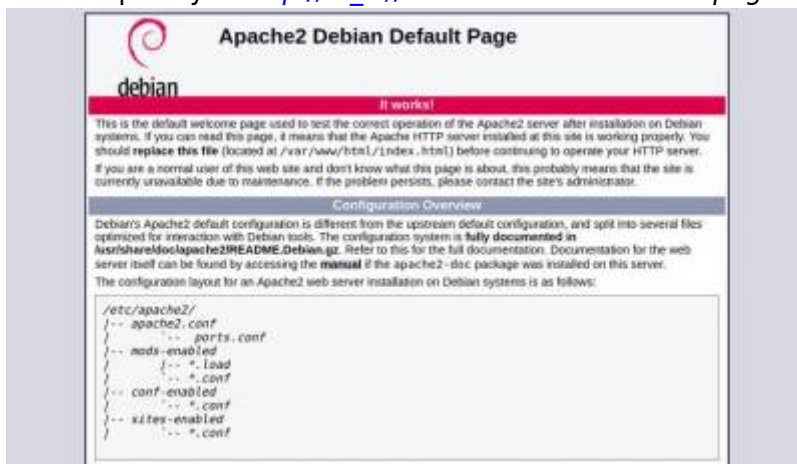 Apache2 Debian Default Page
debian
It works!
This is the default welcome page used to test the correct operation of the Apache2 server after installation on Debian
systems. If you can read this page, it means that the Apache HTTP server installed at this site is working properly. You
should replace this file (located at /var/www/html/index.html) before continuing to operate your HTTP server.
If you are a normal user of this web site and don't know what this page is about, this probably means that the site is
currently unavailable due to maintenance. If the problem persists, please contact the site's administrator.
Configuration Overview
Debian's Apache2 default configuration is different from the upstream default configuration, and split into several files
optimized for interaction with Debian tools. The configuration system is fully documented in
/usr/share/doc/apache2/README.Debian.gz. Refer to this for the full documentation. Documentation for the web
server itself can be found by accessing the manual if the apache2-doc package was installed on this server.
The configuration layout for an Apache2 web server installation on Debian systems is as follows:
/etc/apache2/
|-- apache2.conf
|       `--  ports.conf
|-- mods-enabled
|       |-- *.load
|       `-- *.conf
|-- conf-enabled
|       `-- *.conf
|-- sites-enabled
|       `-- *.conf